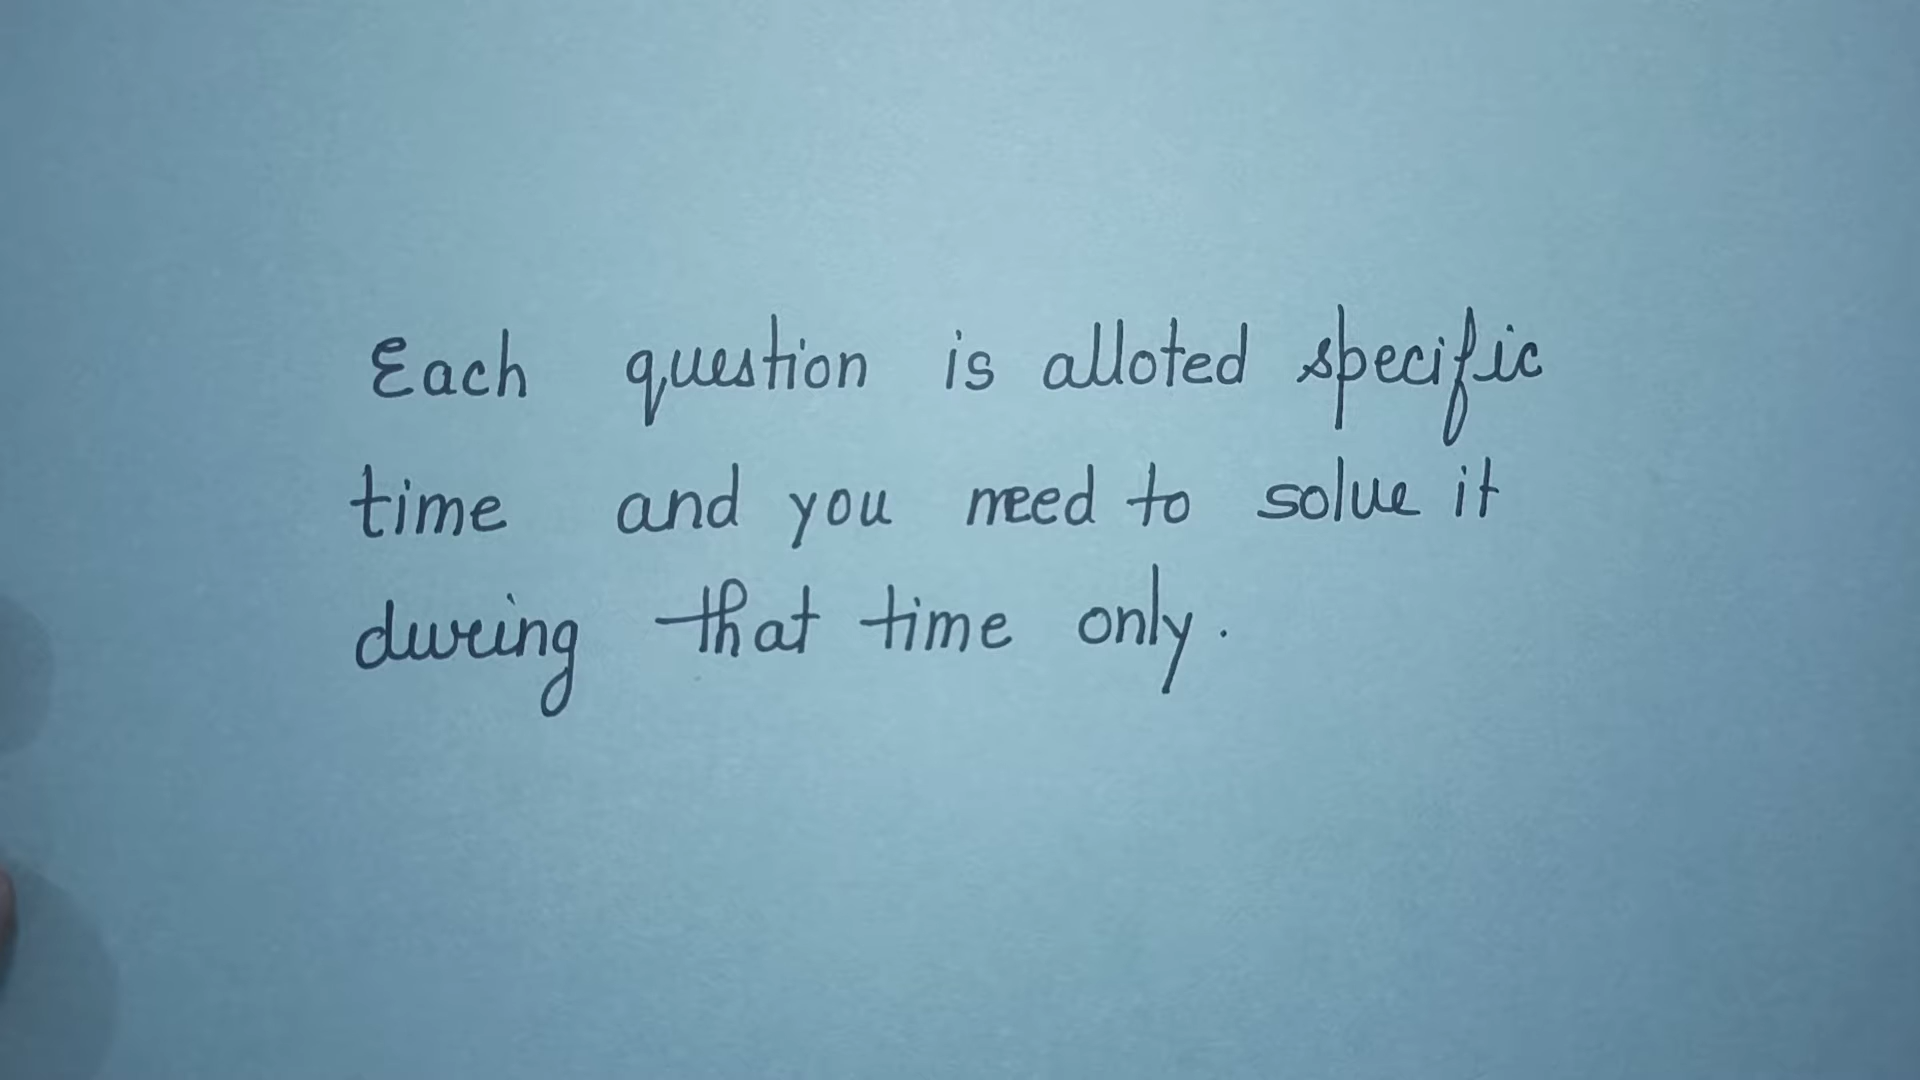 Each question is alloted specific
time and you need to solve it
during that time only.